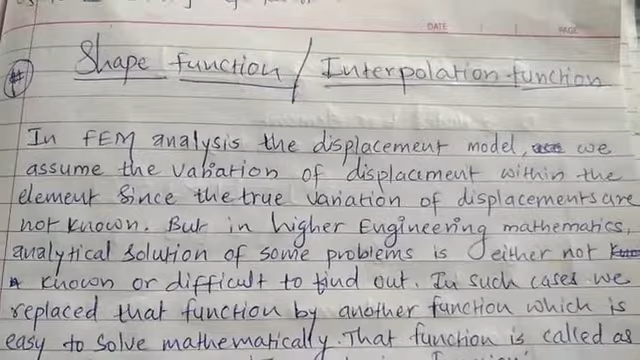 DATE PAGE
# Shape function / Interpolation function
In FEM analysis the displacement model, we
assume the variation of displacement within the
element since the true variation of displacements are
not known. But in higher Engineering mathematics,
analytical solution of some problems is either not
known or difficult to find out. In such cases we
replaced that function by another function which is
easy to solve mathematically. That function is called as